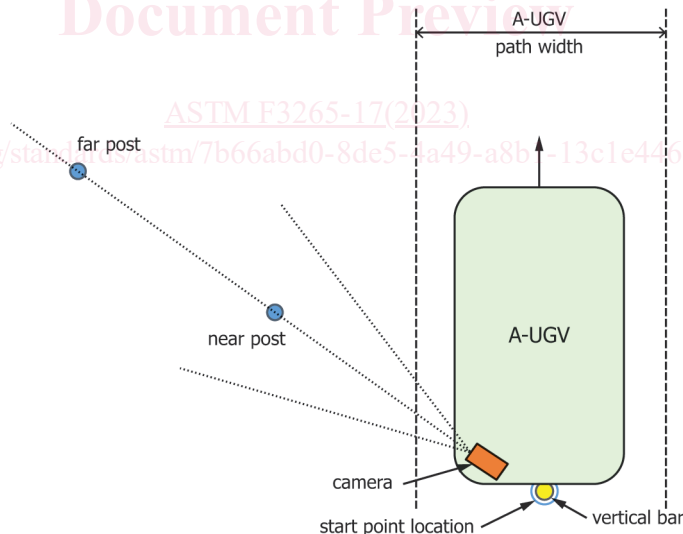 Document Preview
A-UGV
path width
ASTM F3265-17(2023)
far post
/standards/astm/7b66abd0-8de5-4a49-a8b1-13c1e446
near post
A-UGV
camera
start point location
vertical bar